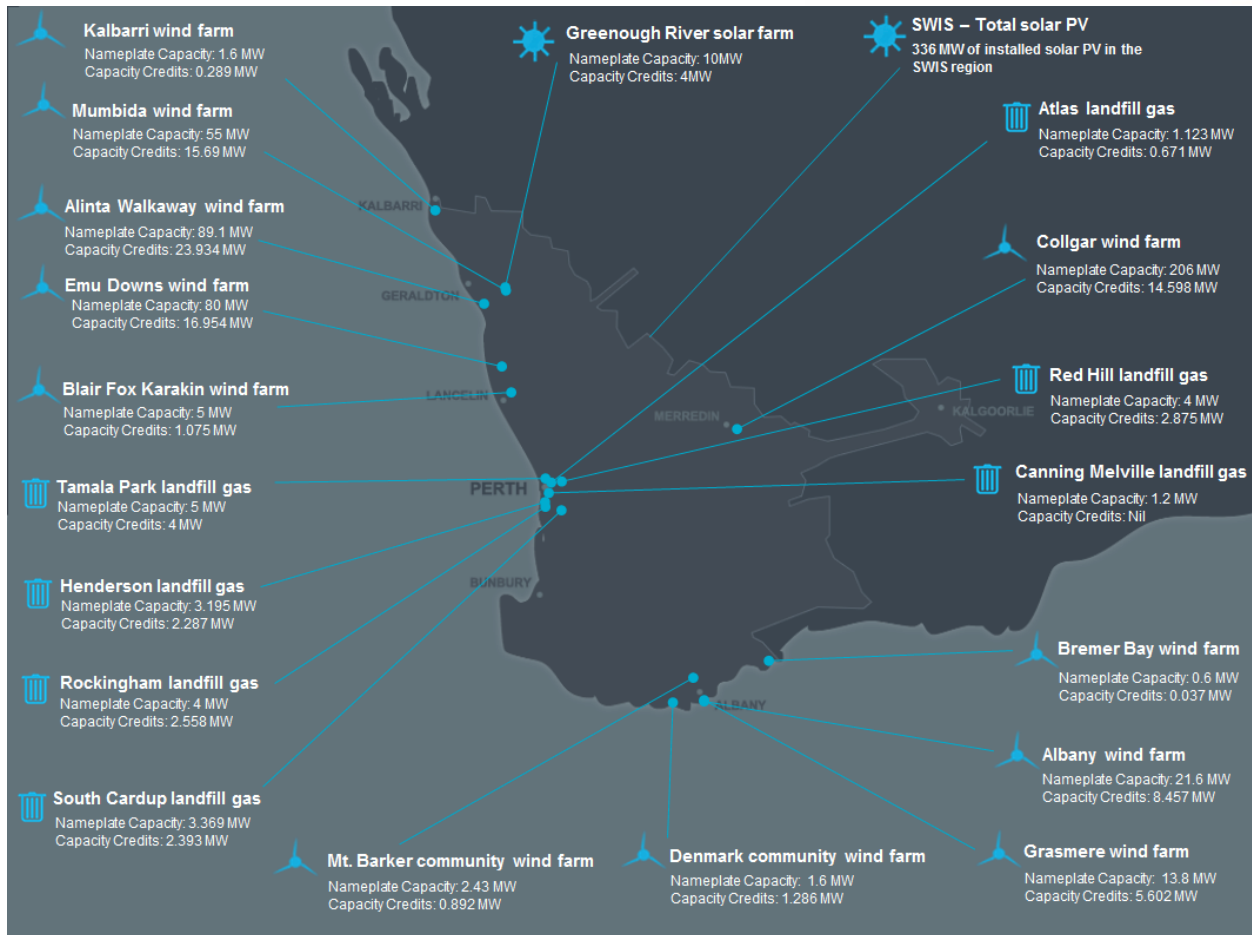 Kalbarri wind farm
Nameplate Capacity: 1.6 MW
Capacity Credits: 0.289 MW
Mumbida wind farm
Nameplate Capacity: 55 MW
Capacity Credits: 15.69 MW
Alinta Walkaway wind farm
Nameplate Capacity: 89.1 MW
Capacity Credits: 23.934 MW
Emu Downs wind farm
Nameplate Capacity: 80 MW
Capacity Credits: 16.954 MW
Blair Fox Karakin wind farm
Nameplate Capacity: 5 MW
Capacity Credits: 1.075 MW
Tamala Park landfill gas
Nameplate Capacity: 5 MW
Capacity Credits: 4 MW
Henderson landfill gas
Nameplate Capacity: 3.195 MW
Capacity Credits: 2.287 MW
Rockingham landfill gas
Nameplate Capacity: 4 MW
Capacity Credits: 2.558 MW
South Cardup landfill gas
Nameplate Capacity: 3.369 MW
Capacity Credits: 2.393 MW
Greenough River solar farm
Nameplate Capacity: 10MW
Capacity Credits: 4MW
SWIS – Total solar PV
336 MW of installed solar PV in the
SWIS region
Atlas landfill gas
Nameplate Capacity: 1.123 MW
Capacity Credits: 0.671 MW
Collgar wind farm
Nameplate Capacity: 206 MW
Capacity Credits: 14.598 MW
Red Hill landfill gas
Nameplate Capacity: 4 MW
Capacity Credits: 2.875 MW
Canning Melville landfill gas
Nameplate Capacity: 1.2 MW
Capacity Credits: Nil
Bremer Bay wind farm
Nameplate Capacity: 0.6 MW
Capacity Credits: 0.037 MW
Albany wind farm
Nameplate Capacity: 21.6 MW
Capacity Credits: 8.457 MW
Grasmere wind farm
Nameplate Capacity: 13.8 MW
Capacity Credits: 5.602 MW
Denmark community wind farm
Nameplate Capacity: 1.6 MW
Capacity Credits: 1.286 MW
Mt. Barker community wind farm
Nameplate Capacity: 2.43 MW
Capacity Credits: 0.892 MW
KALBARRI
GERALDTON
LANCELIN
MERREDIN
KALGOORLIE
PERTH
BUNBURY
ALBANY